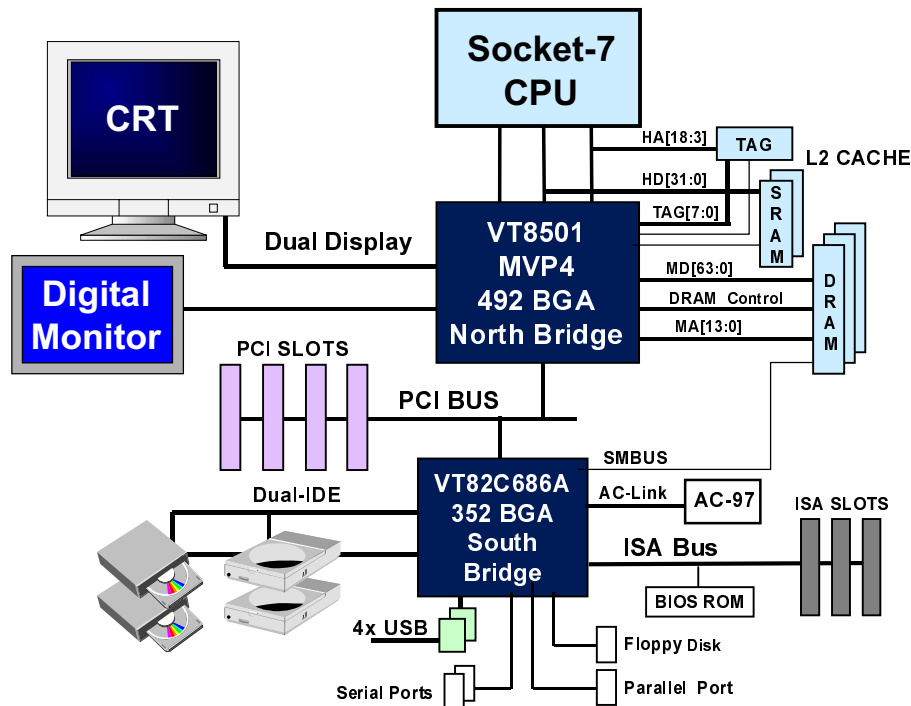 Socket-7
CPU
CRT
HA[18:3]
TAG
L2 CACHE
HD[31:0]
SRAM
TAG[7:0]
Dual Display
VT8501
MVP4
492 BGA
North Bridge
MD[63:0]
DRAM Control
MA[13:0]
DRAM
Digital
Monitor
PCI SLOTS
PCI BUS
SMBUS
VT82C686A
352 BGA
South
Bridge
Dual-IDE
AC-Link
AC-97
ISA SLOTS
ISA Bus
BIOS ROM
4x USB
Floppy Disk
Serial Ports
Parallel Port